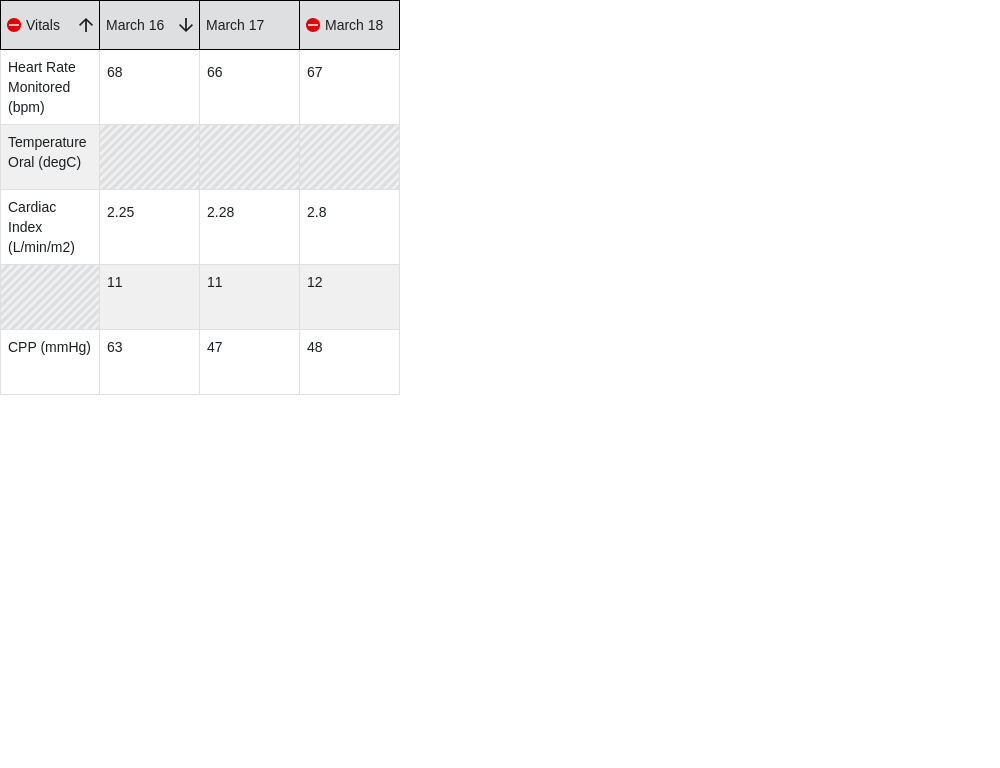 Vitals March 16 March 17 March 18
Heart Rate Monitored (bpm) 68 66 67
Temperature Oral (degC)
Cardiac Index (L/min/m2) 2.25 2.28 2.8
11 11 12
CPP (mmHg) 63 47 48